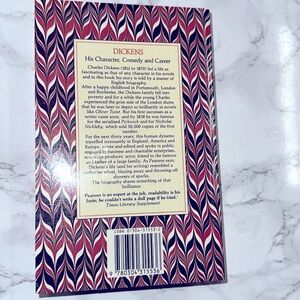 DICKENS
His Character, Comedy and Career
Charles Dickens (1812 to 1870) led a life as
fascinating as that of any character in his novels
and in this book his story is told by a master of
English biography.
After a happy childhood in Portsmouth, London
and Rochester, the Dickens family fell into
poverty and for a while the young Charles
experienced the grim side of the London slums
that he was later to depict so brilliantly in novels
like Oliver Twist. But his first successes as a
writer came soon, and by 1838 he was famous
for the serialised Pickwick and for Nicholas
Nickleby, which sold 50,000 copies of the first
number.
For the next thirty years, this human dynamo
travelled incessantly in England, America and
Europe, wrote and edited and spoke in public,
engaged in business and charitable enterprises,
was stage producer, actor, friend to the famous
and father of a large family. As Pearson says,
Dickens's life (and his writing) resembled a
catherine wheel, blazing away and throwing off
showers of sparks.
The biography shares something of that
brilliance.
'Pearson is an expert at the job, readability is his
forte; he couldn't write a dull page if he tried.'
Times Literary Supplement
ISBN 0-304-31553-2
9 780304 315536